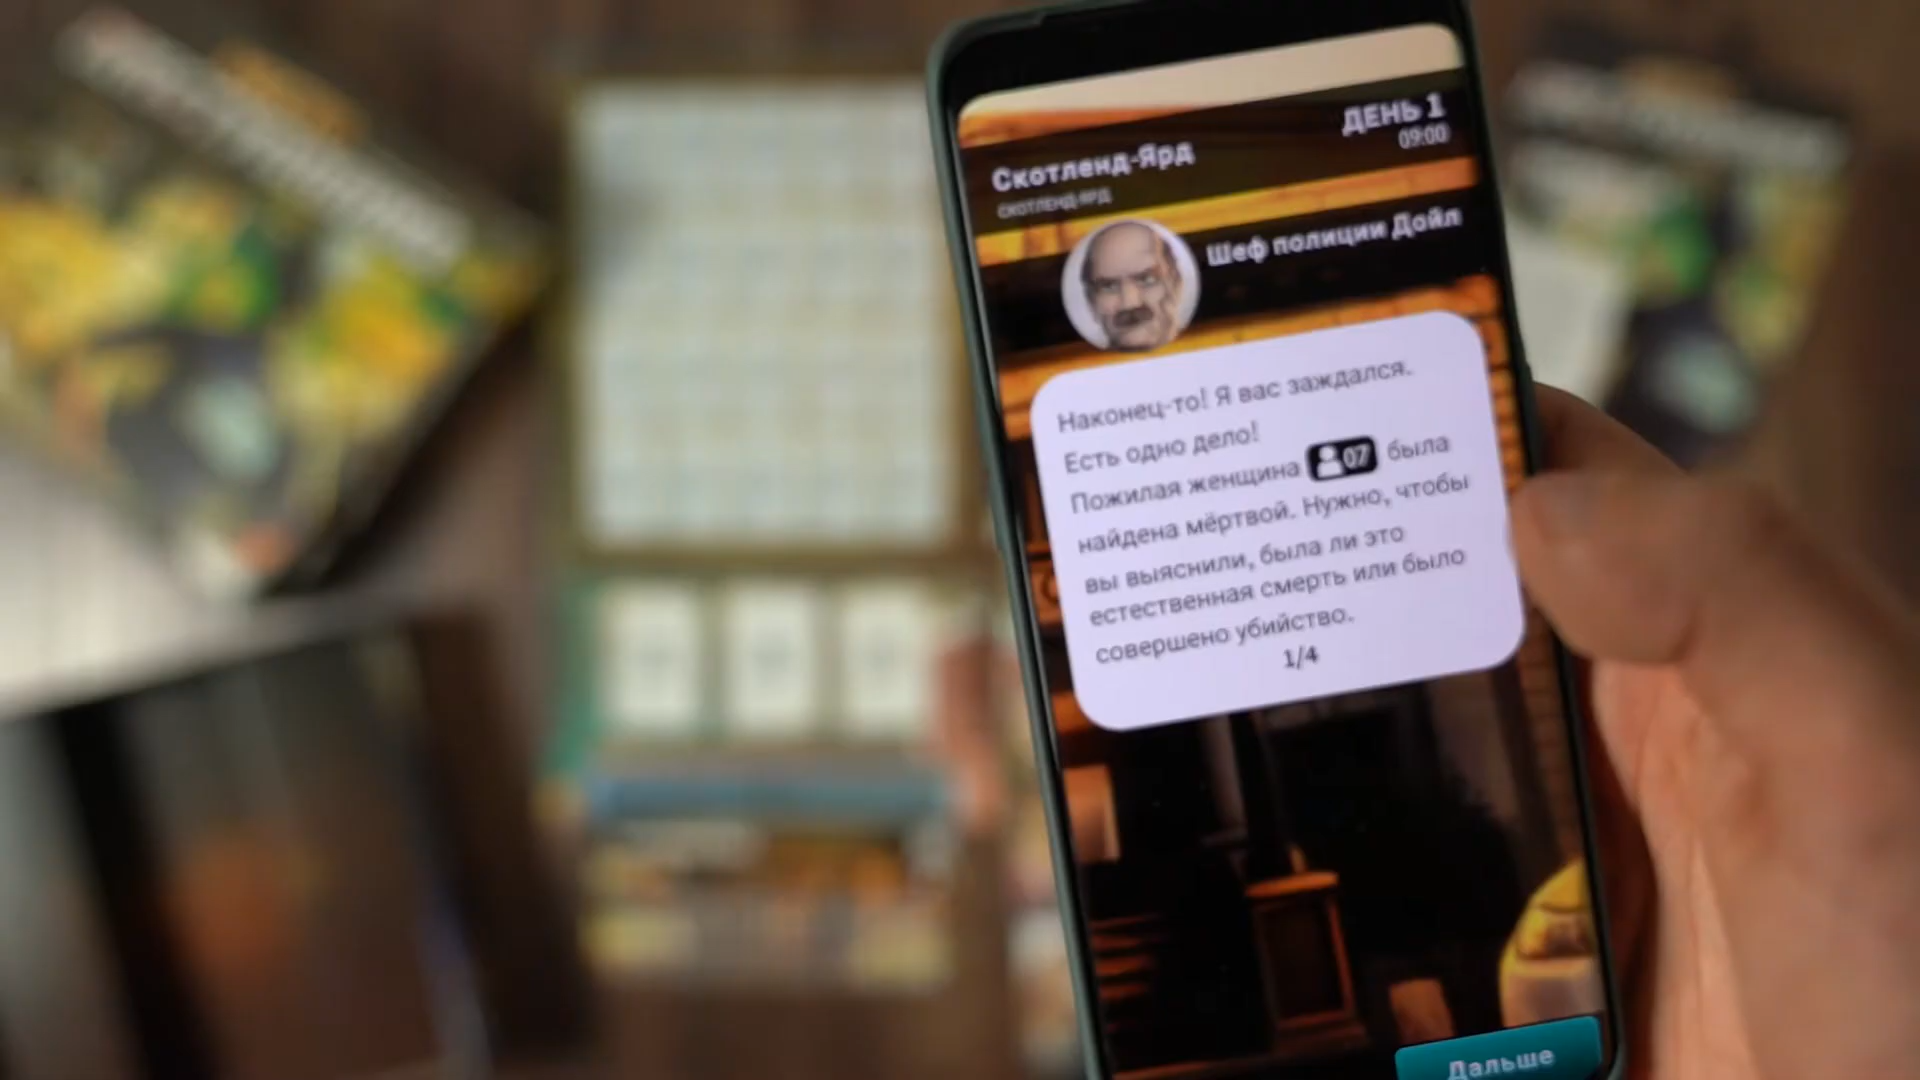 ДЕНЬ 1
09:00
Скотленд-Ярд
СКОТЛЕНД-ЯРД
Шеф полиции Дойл
Наконец-то! Я вас заждался.
Есть одно дело!
Пожилая женщина 07 была
найдена мёртвой. Нужно, чтобы
вы выяснили, была ли это
естественная смерть или было
совершено убийство.
1/4
Дальше